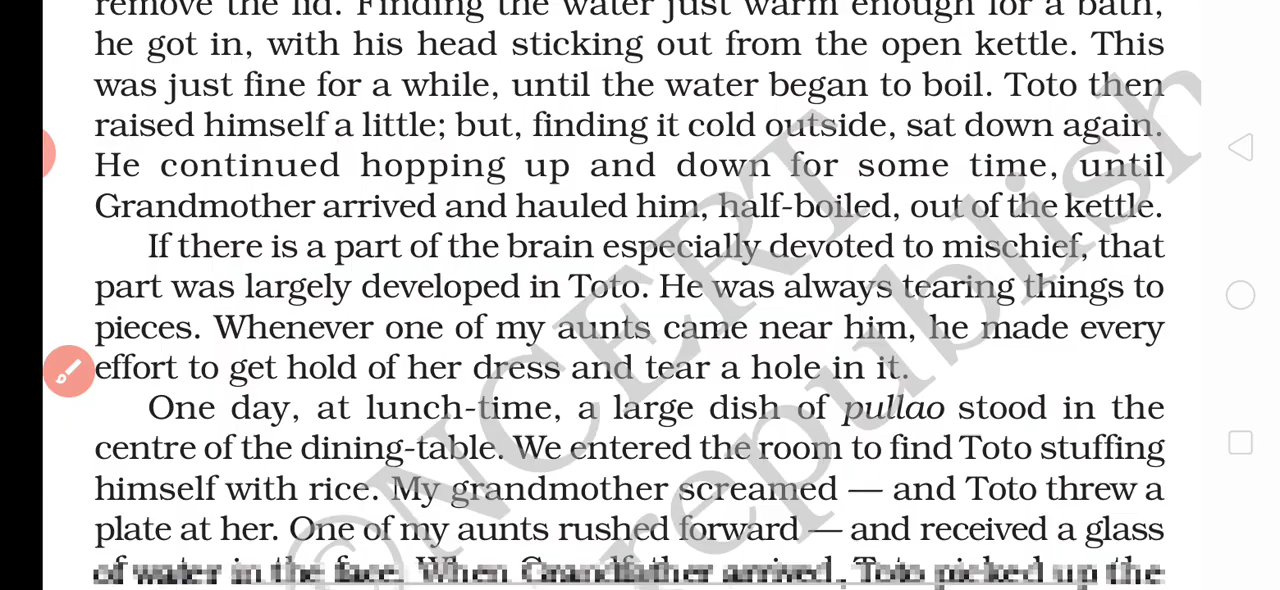 remove the lid. Finding the water just warm enough for a bath,
he got in, with his head sticking out from the open kettle. This
was just fine for a while, until the water began to boil. Toto then
raised himself a little; but, finding it cold outside, sat down again.
He continued hopping up and down for some time, until
Grandmother arrived and hauled him, half-boiled, out of the kettle.
If there is a part of the brain especially devoted to mischief, that
part was largely developed in Toto. He was always tearing things to
pieces. Whenever one of my aunts came near him, he made every
effort to get hold of her dress and tear a hole in it.
One day, at lunch-time, a large dish of pullao stood in the
centre of the dining-table. We entered the room to find Toto stuffing
himself with rice. My grandmother screamed — and Toto threw a
plate at her. One of my aunts rushed forward — and received a glass
of water in the face. When Grandfather arrived, Toto picked up the
©NCERT
republish